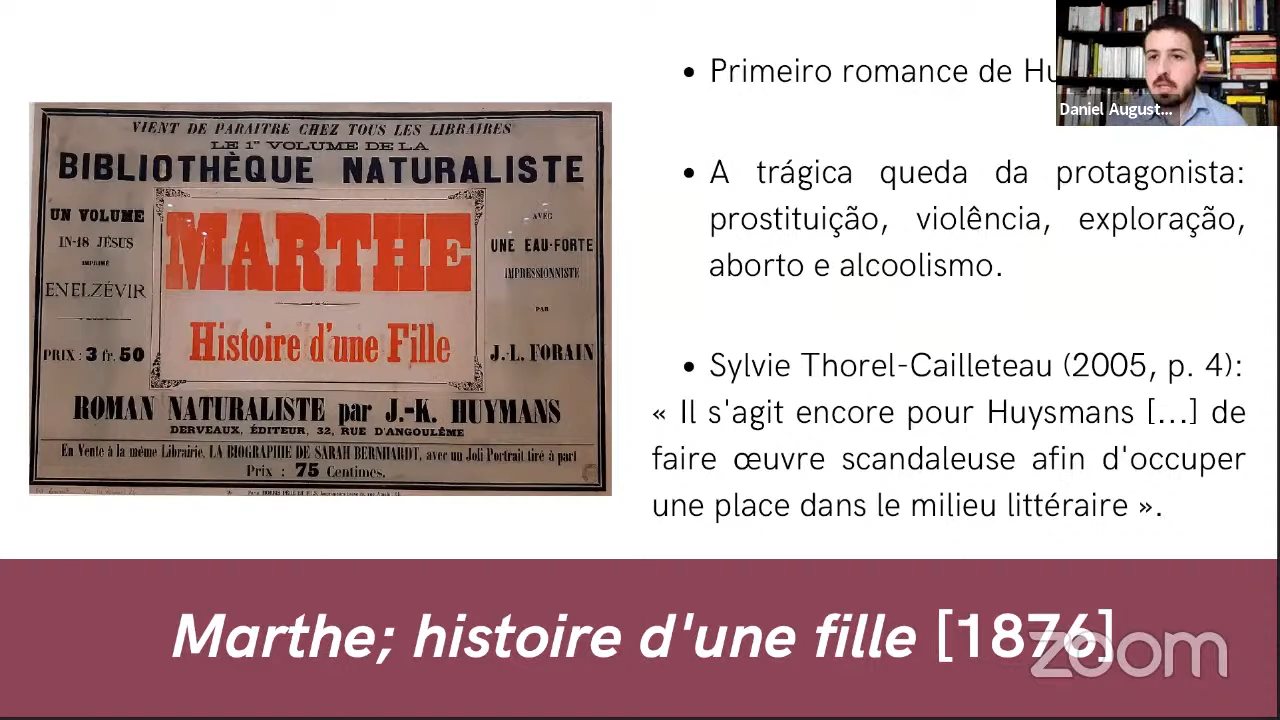 VIENT DE PARAITRE CHEZ TOUS LES LIBRAIRES
LE 1er VOLUME DE LA
BIBLIOTHÈQUE NATURALISTE
UN VOLUME
IN-18 JÉSUS
IMPRIMÉ
EN ELZÉVIR
PRIX : 3 fr. 50
MARTHE
Histoire d'une Fille
AVEC
UNE EAU-FORTE
IMPRESSIONNISTE
PAR
J.-L. FORAIN
ROMAN NATURALISTE par J.-K. HUYMANS
DERVEAUX, ÉDITEUR, 32, RUE D'ANGOULÊME
En Vente à la même Librairie, LA BIOGRAPHIE DE SARAH BERNHARDT, avec un Joli Portrait tiré à part
Prix : 75 Centimes.
• Primeiro romance de Hu
• A trágica queda da protagonista:
prostituição, violência, exploração,
aborto e alcoolismo.
• Sylvie Thorel-Cailleteau (2005, p. 4):
« Il s'agit encore pour Huysmans [...] de
faire œuvre scandaleuse afin d'occuper
une place dans le milieu littéraire ».
Daniel August...
Marthe; histoire d'une fille [1876]
zoom